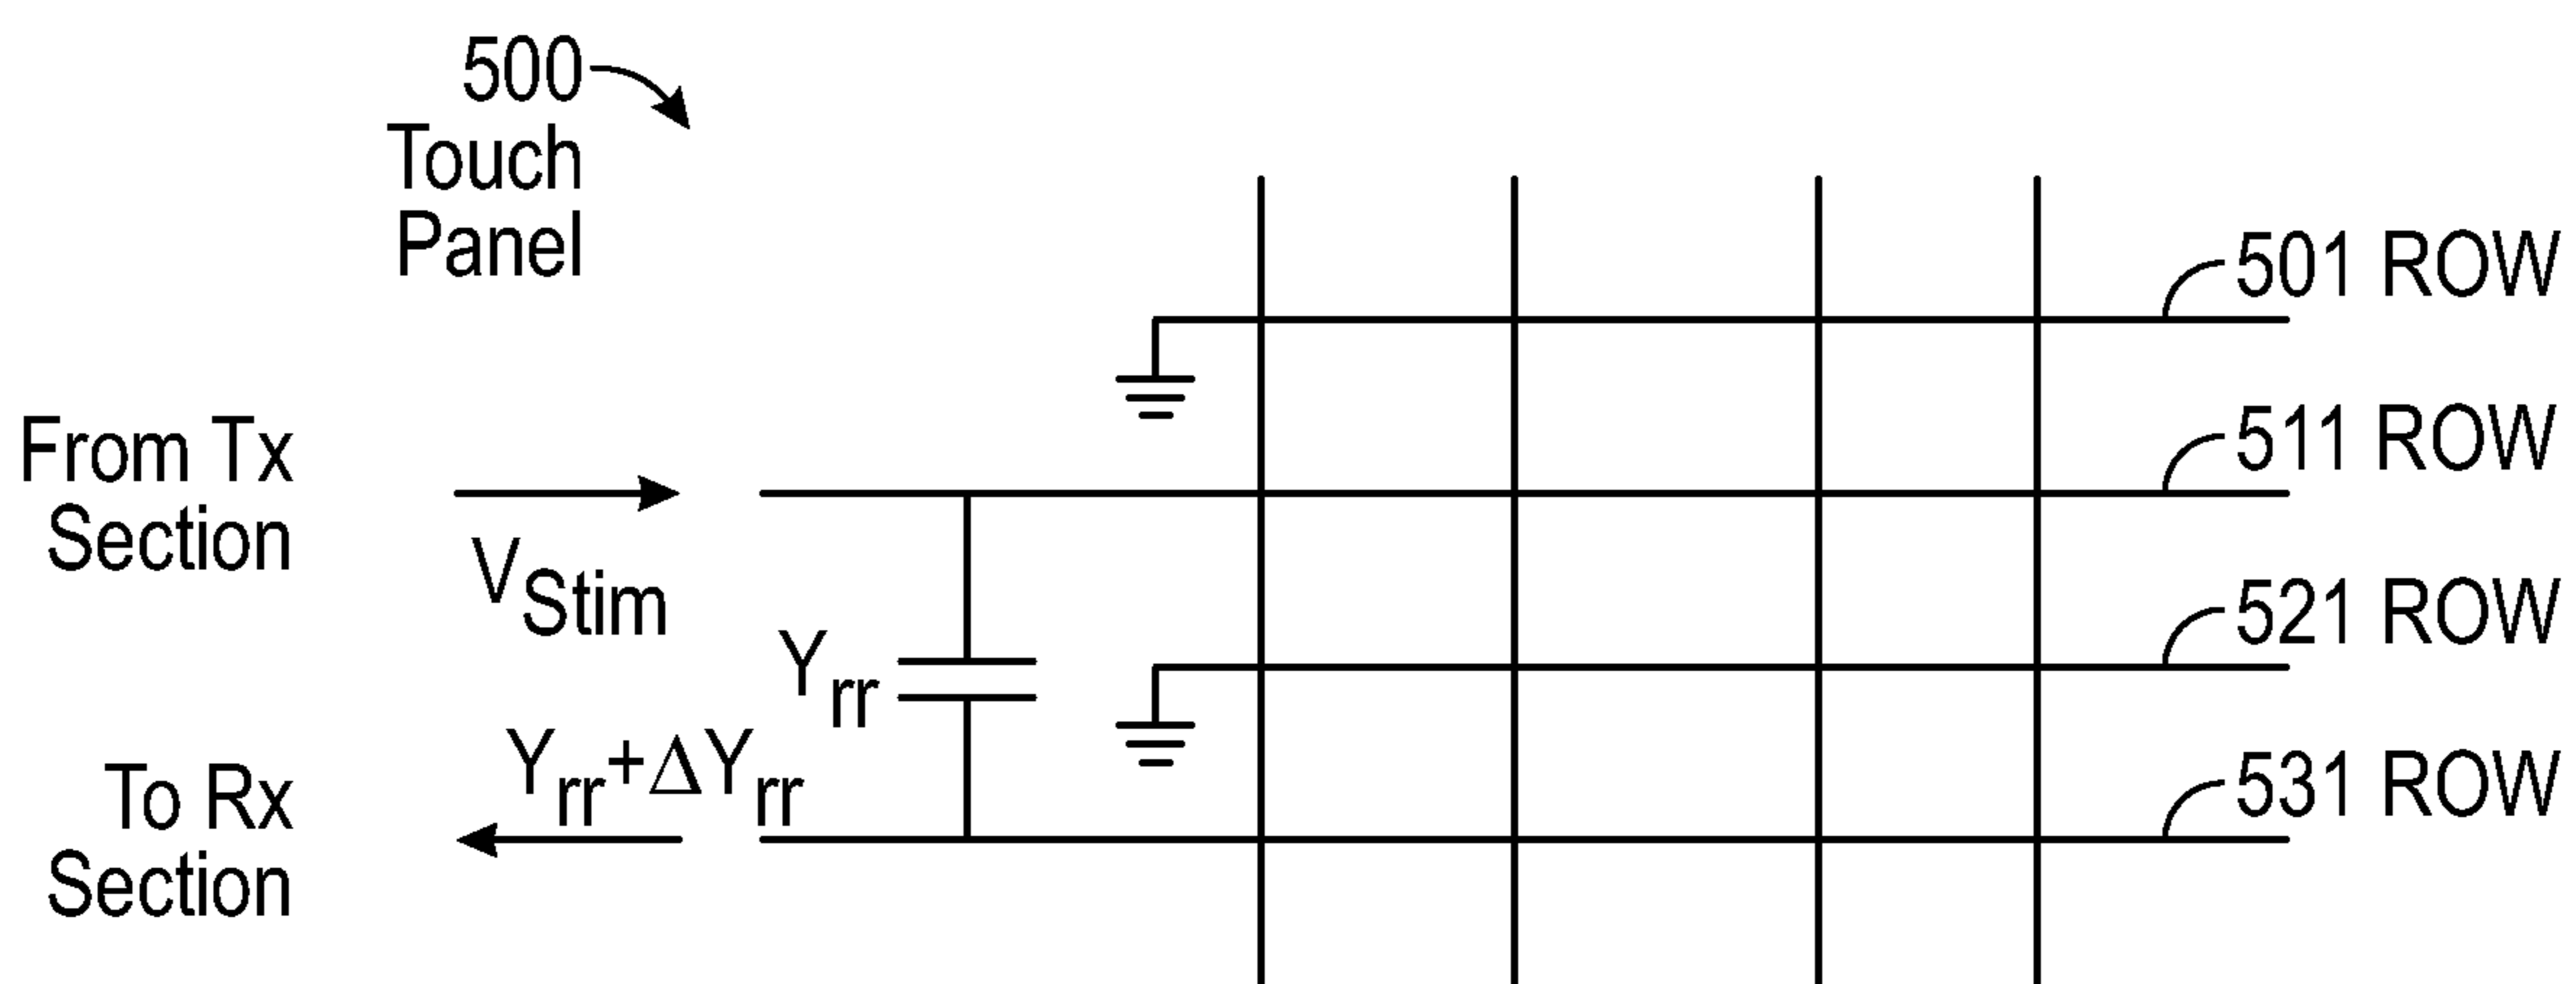 500
Touch
Panel
501 ROW
From Tx
Section
VStim
511 ROW
Yrr
521 ROW
To Rx
Section
Yrr+ΔYrr
531 ROW